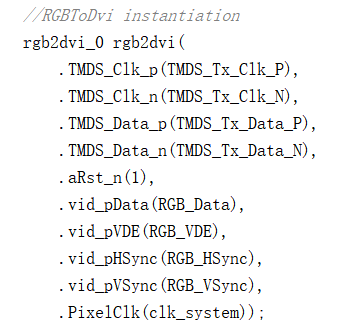 //RGBToDvi instantiation
rgb2dvi_0 rgb2dvi(
.TMDS_Clk_p(TMDS_Tx_Clk_P),
.TMDS_Clk_n(TMDS_Tx_Clk_N),
.TMDS_Data_p(TMDS_Tx_Data_P),
.TMDS_Data_n(TMDS_Tx_Data_N),
.aRst_n(1),
.vid_pData(RGB_Data),
.vid_pVDE(RGB_VDE),
.vid_pHSync(RGB_HSync),
.vid_pVSync(RGB_VSync),
.PixelClk(clk_system));